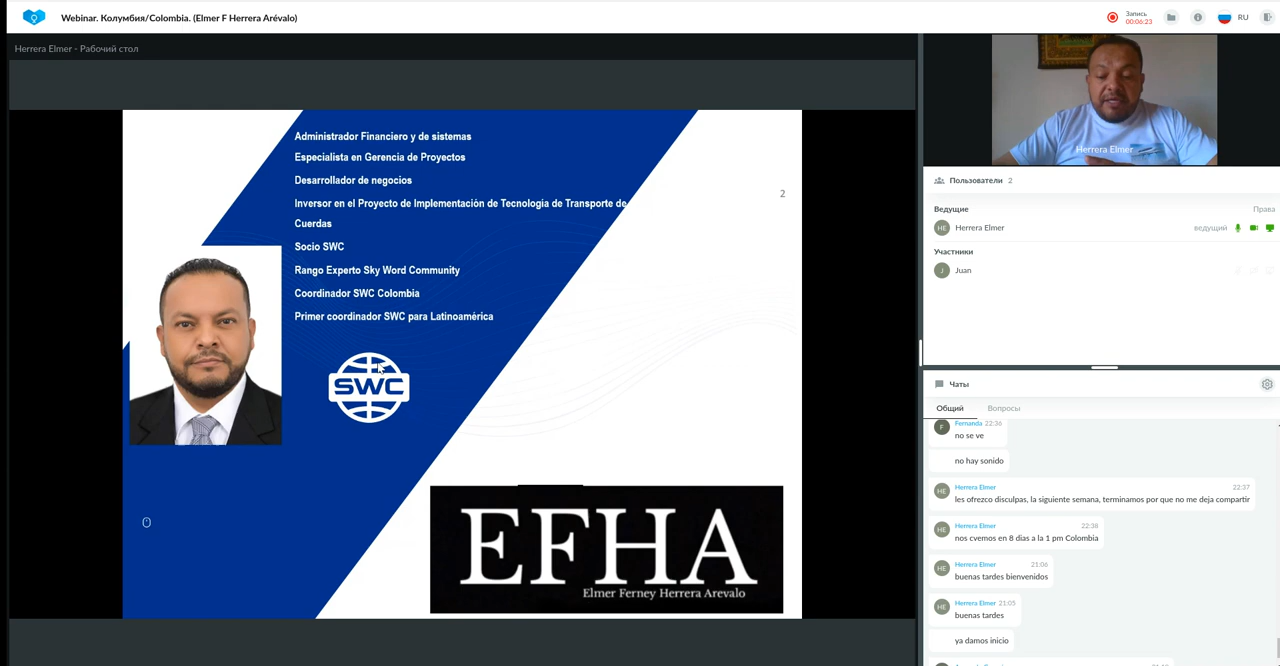 Webinar. Колумбия/Colombia. (Elmer F Herrera Arévalo)
Запись
00:06:23
RU
Herrera Elmer - Рабочий стол
Administrador Financiero y de sistemas
Especialista en Gerencia de Proyectos
Desarrollador de negocios
Inversor en el Proyecto de Implementación de Tecnologia de Transporte de
Cuerdas
Socio SWC
Rango Experto Sky Word Community
Coordinador SWC Colombia
Primer coordinador SWC para Latinoamérica
2
SWC
EFHA
Elmer Ferney Herrera Arevalo
Herrera Elmer
Пользователи 2
Ведущие Права
HE Herrera Elmer ведущий
Участники
J Juan
Чаты
Общий Вопросы
F Fernanda 22:36
no se ve
no hay sonido
HE Herrera Elmer 22:37
les ofrezco disculpas, la siguiente semana, terminamos por que no me deja compartir
HE Herrera Elmer 22:38
nos cvemos en 8 dias a la 1 pm Colombia
HE Herrera Elmer 21:06
buenas tardes bienvenidos
HE Herrera Elmer 21:05
buenas tardes
ya damos inicio